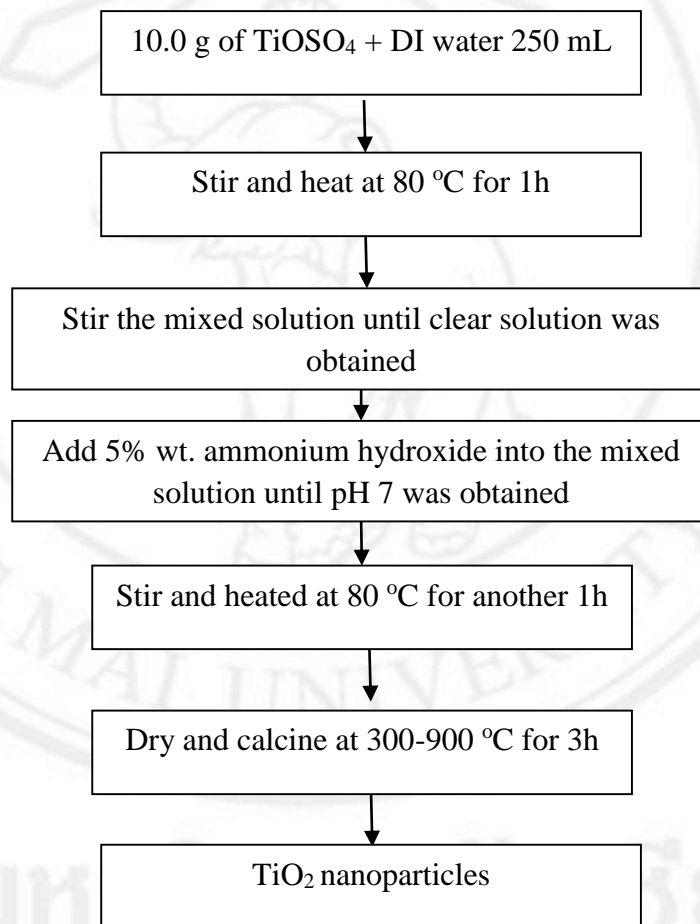 10.0 g of TiOSO₄ + DI water 250 mL
Stir and heat at 80 ºC for 1h
Stir the mixed solution until clear solution was
obtained
Add 5% wt. ammonium hydroxide into the mixed
solution until pH 7 was obtained
Stir and heated at 80 ºC for another 1h
MAI UNIVERSIT
Dry and calcine at 300-900 ºC for 3h
TiO₂ nanoparticles